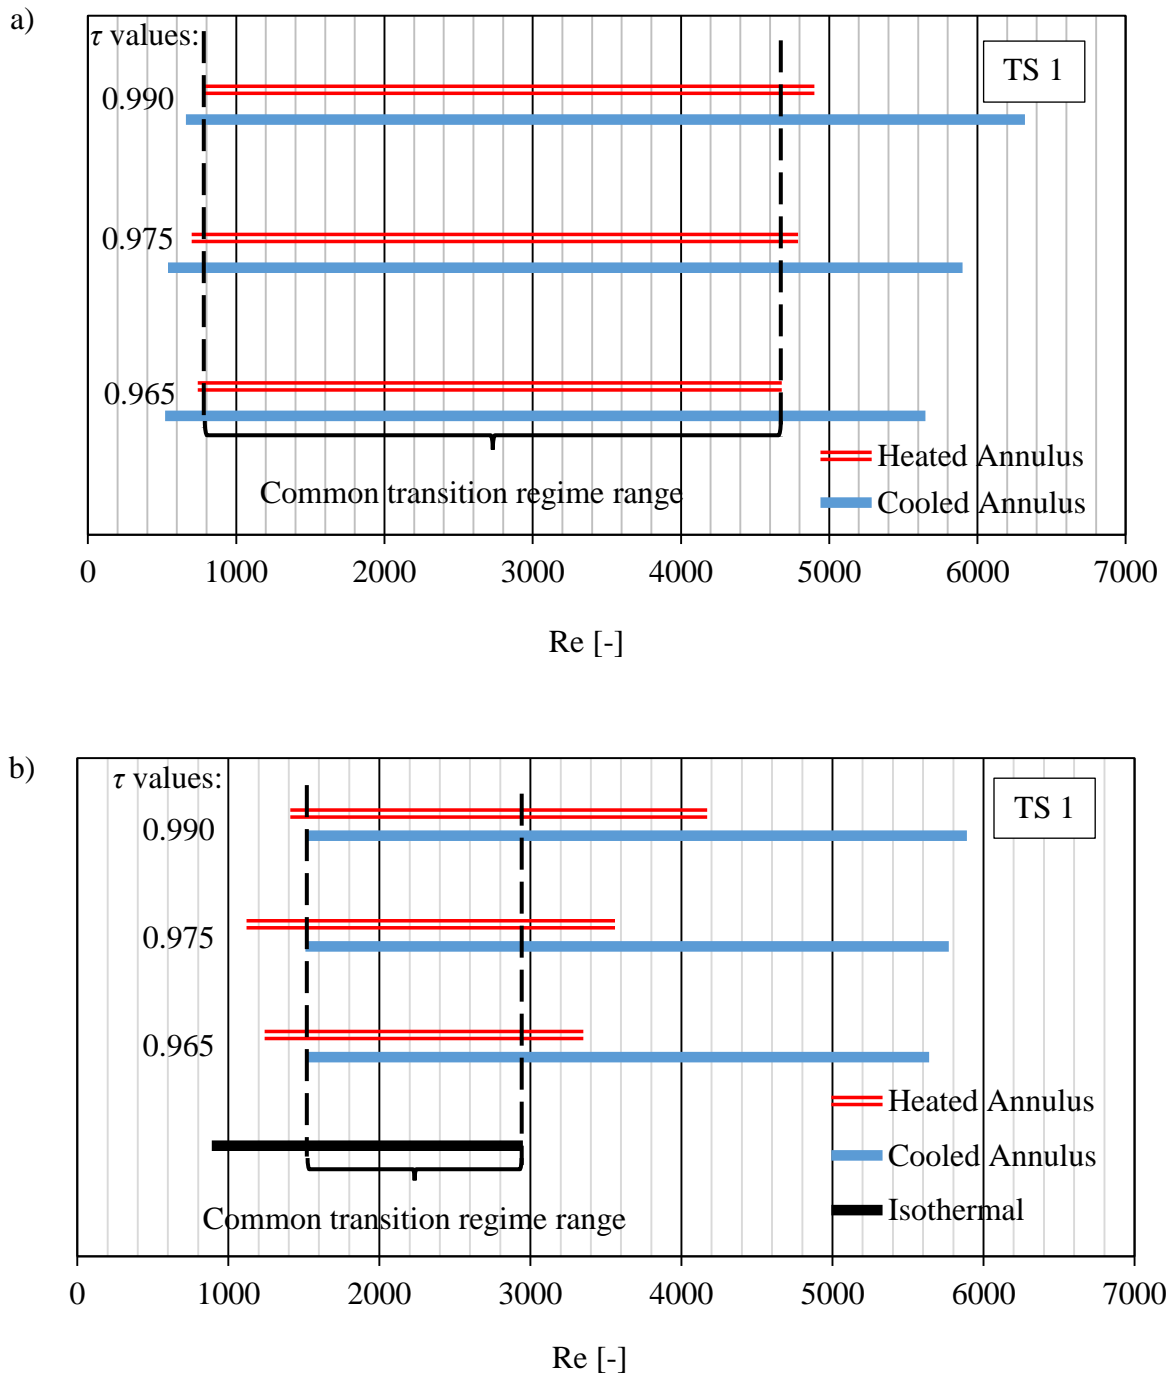 a)
τ values:
TS 1
0.990
0.975
0.965
Heated Annulus
Common transition regime range
Cooled Annulus
0 1000 2000 3000 4000 5000 6000 7000
Re [-]
b)
τ values:
TS 1
0.990
0.975
0.965
Heated Annulus
Cooled Annulus
Isothermal
Common transition regime range
0 1000 2000 3000 4000 5000 6000 7000
Re [-]